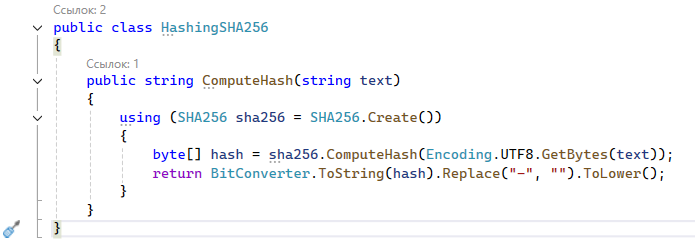 Ссылок: 2
public class HashingSHA256
{
Ссылок: 1
public string ComputeHash(string text)
{
using (SHA256 sha256 = SHA256.Create())
{
byte[] hash = sha256.ComputeHash(Encoding.UTF8.GetBytes(text));
return BitConverter.ToString(hash).Replace("-", "").ToLower();
}
}
}